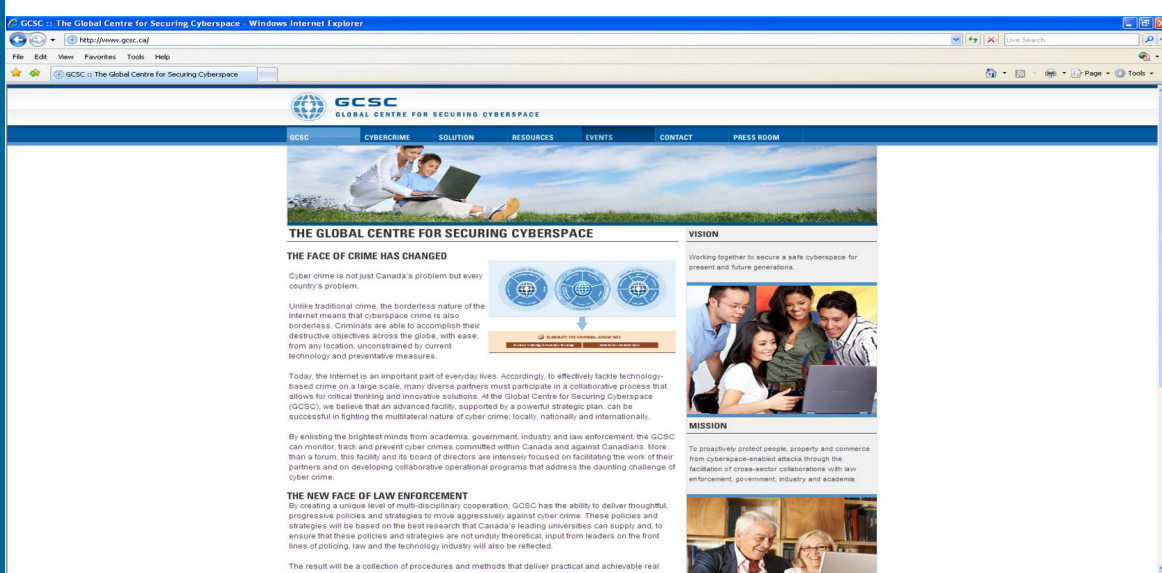 GCSC :: The Global Centre for Securing Cyberspace - Windows Internet Explorer
http://www.gcsc.ca/
Live Search
File Edit View Favorites Tools Help
GCSC :: The Global Centre for Securing Cyberspace
Page Tools
GCSC
GLOBAL CENTRE FOR SECURING CYBERSPACE
GCSC CYBERCRIME SOLUTION RESOURCES EVENTS CONTACT PRESS ROOM
THE GLOBAL CENTRE FOR SECURING CYBERSPACE
THE FACE OF CRIME HAS CHANGED
Cyber crime is not just Canada's problem but every
country's problem.
Unlike traditional crime, the borderless nature of the
Internet means that cyberspace crime is also
borderless. Criminals are able to accomplish their
destructive objectives across the globe, with ease,
from any location, unconstrained by current
technology and preventative measures.
ELIMINATE THE CRIMINAL ADVANTAGE
Today, the Internet is an important part of everyday lives. Accordingly, to effectively tackle technology-
based crime on a large scale, many diverse partners must participate in a collaborative process that
allows for critical thinking and innovative solutions. At the Global Centre for Securing Cyberspace
(GCSC), we believe that an advanced facility, supported by a powerful strategic plan, can be
successful in fighting the multilateral nature of cyber crime; locally, nationally and internationally.
By enlisting the brightest minds from academia, government, industry and law enforcement, the GCSC
can monitor, track and prevent cyber crimes committed within Canada and against Canadians. More
than a forum, this facility and its board of directors are intensely focused on facilitating the work of their
partners and on developing collaborative operational programs that address the daunting challenge of
cyber crime.
THE NEW FACE OF LAW ENFORCEMENT
By creating a unique level of multi-disciplinary cooperation, GCSC has the ability to deliver thoughtful,
progressive policies and strategies to move aggressively against cyber crime. These policies and
strategies will be based on the best research that Canada's leading universities can supply and, to
ensure that these policies and strategies are not unduly theoretical, input from leaders on the front
lines of policing, law and the technology industry will also be reflected.
The result will be a collection of procedures and methods that deliver practical and achievable real
VISION
Working together to secure a safe cyberspace for
present and future generations.
MISSION
To proactively protect people, property and commerce
from cyberspace-enabled attacks through the
facilitation of cross-sector collaborations with law
enforcement, government, industry and academia.